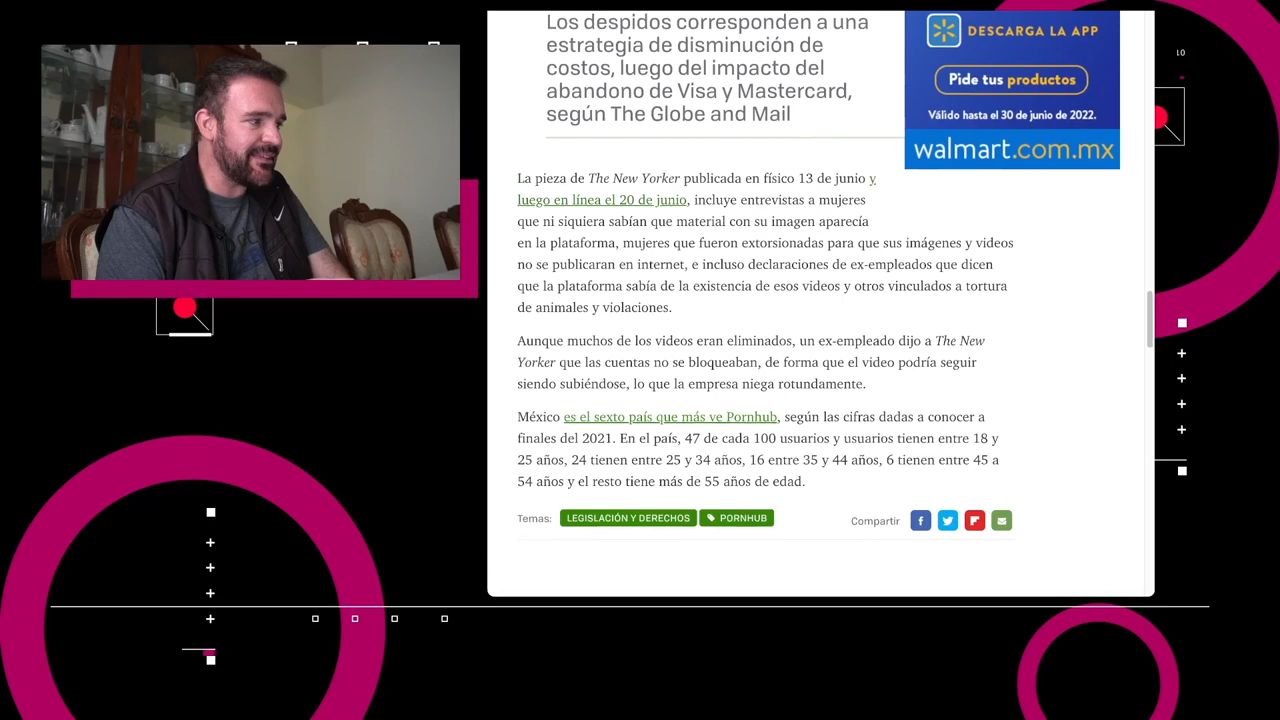 Los despidos corresponden a una
estrategia de disminución de
costos, luego del impacto del
abandono de Visa y Mastercard,
según The Globe and Mail
DESCARGA LA APP
Pide tus productos
Válido hasta el 30 de junio de 2022.
walmart.com.mx
La pieza de The New Yorker publicada en físico 13 de junio y
luego en línea el 20 de junio, incluye entrevistas a mujeres
que ni siquiera sabían que material con su imagen aparecía
en la plataforma, mujeres que fueron extorsionadas para que sus imágenes y videos
no se publicaran en internet, e incluso declaraciones de ex-empleados que dicen
que la plataforma sabía de la existencia de esos videos y otros vinculados a tortura
de animales y violaciones.
Aunque muchos de los videos eran eliminados, un ex-empleado dijo a The New
Yorker que las cuentas no se bloqueaban, de forma que el video podría seguir
siendo subiéndose, lo que la empresa niega rotundamente.
México es el sexto país que más ve Pornhub, según las cifras dadas a conocer a
finales del 2021. En el país, 47 de cada 100 usuarios y usuarios tienen entre 18 y
25 años, 24 tienen entre 25 y 34 años, 16 entre 35 y 44 años, 6 tienen entre 45 a
54 años y el resto tiene más de 55 años de edad.
Temas: LEGISLACIÓN Y DERECHOS PORNHUB
Compartir